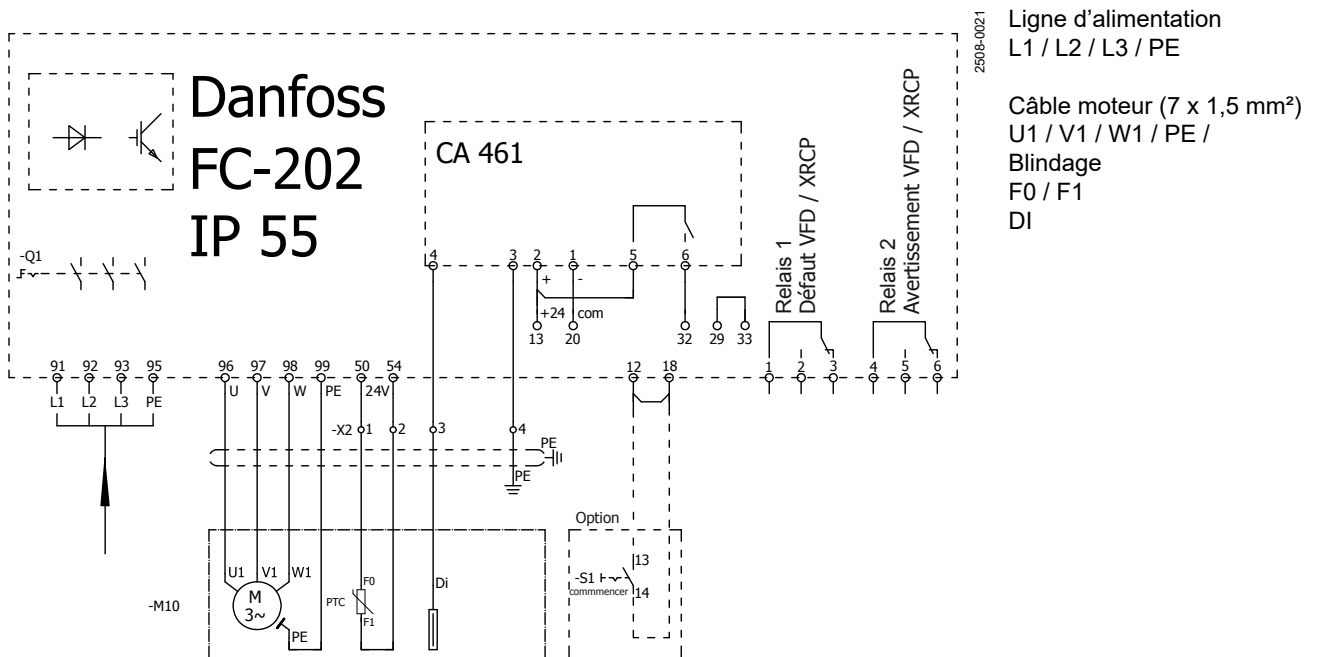 2508-0021
Ligne d'alimentation
L1 / L2 / L3 / PE
Câble moteur (7 x 1,5 mm²)
U1 / V1 / W1 / PE /
Blindage
F0 / F1
DI
Danfoss
FC-202
IP 55
CA 461
-Q1
4 3 2 1 5 6
+ -
+24 com
13 20 32 29 33
Relais 1
Défaut VFD / XRCP
Relais 2
Avertissement VFD / XRCP
91 92 93 95 96 97 98 99 50 54 12 18 1 2 3 4 5 6
L1 L2 L3 PE U V W PE 24V
-X2 1 2 3 4
PE
PE
Option
-M10
U1 V1 W1
M
3~
PE
PTC
F0
F1
Di
13
-S1
commmencer
14